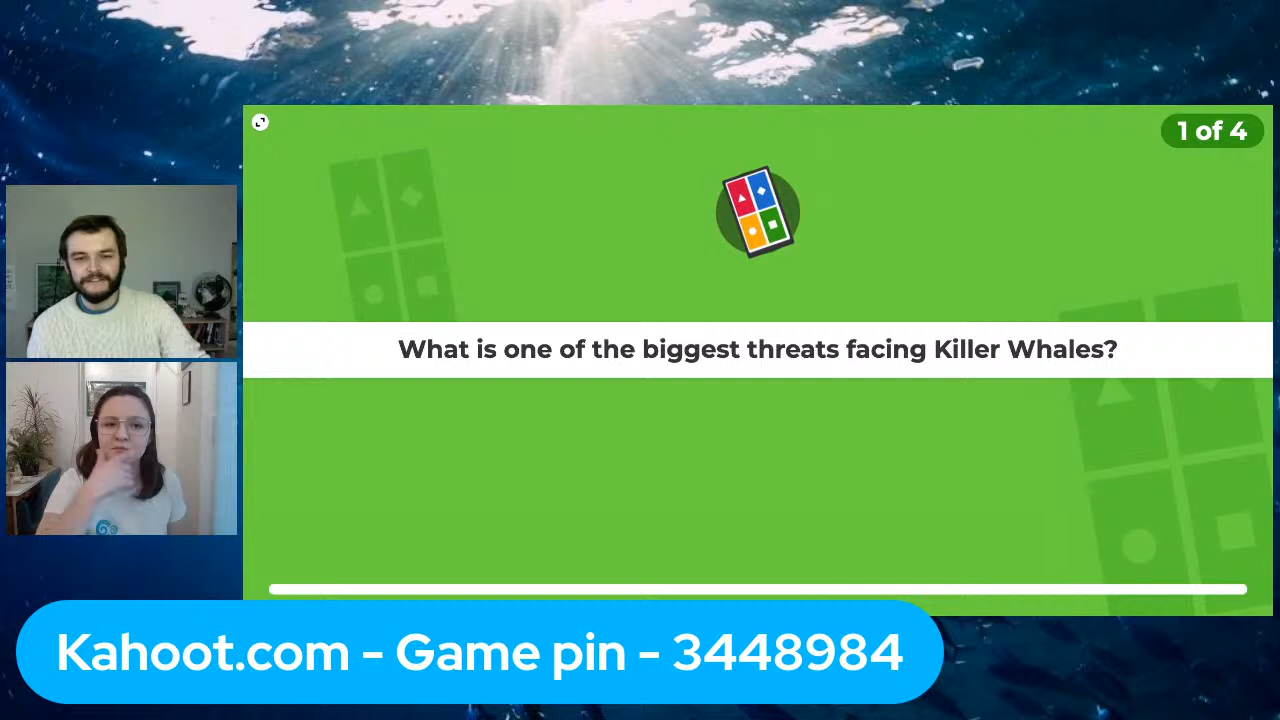 1 of 4
What is one of the biggest threats facing Killer Whales?
Kahoot.com - Game pin - 3448984